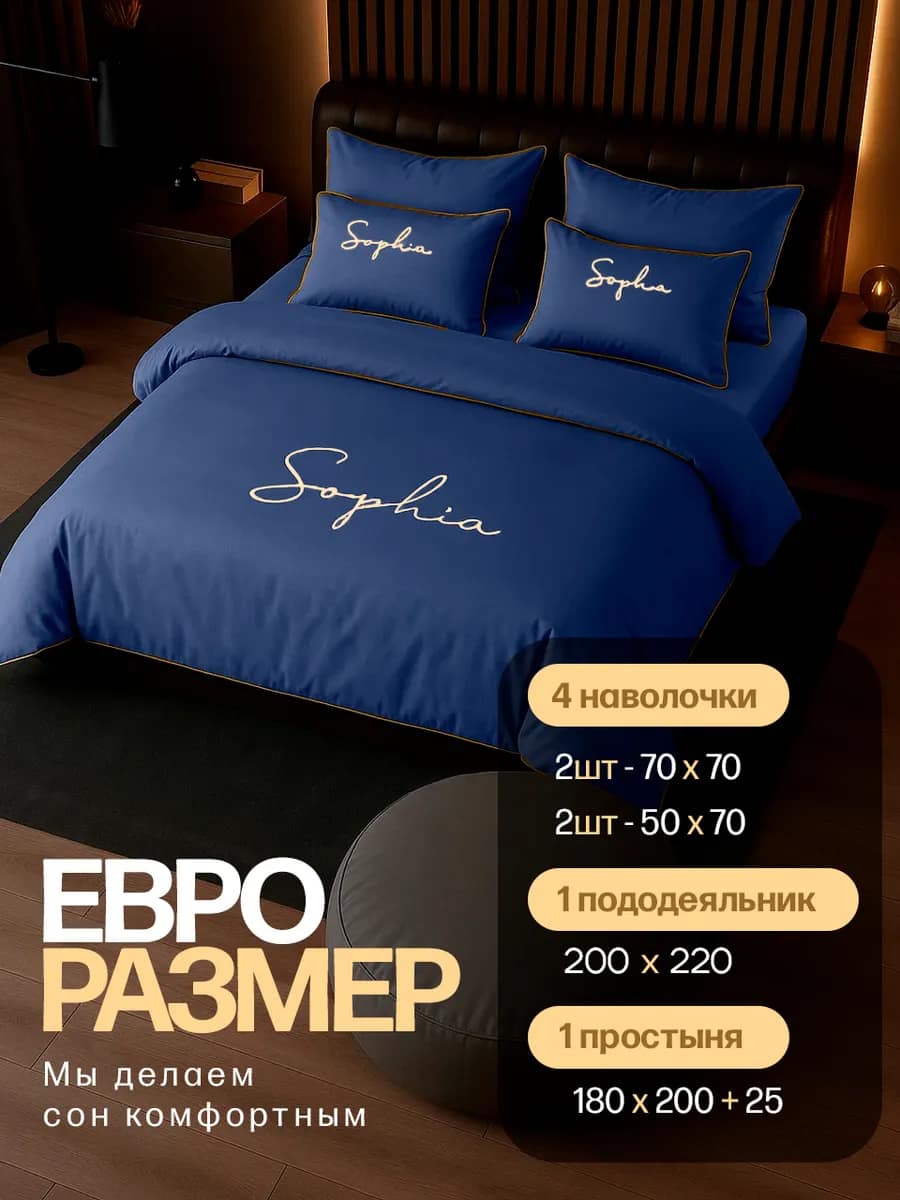 Sophia
Sophia
Sophia
4 наволочки
2шт - 70 х 70
2шт - 50 х 70
ЕВРО
РАЗМЕР
Мы делаем
сон комфортным
1 пододеяльник
200 х 220
1 простыня
180 х 200 + 25